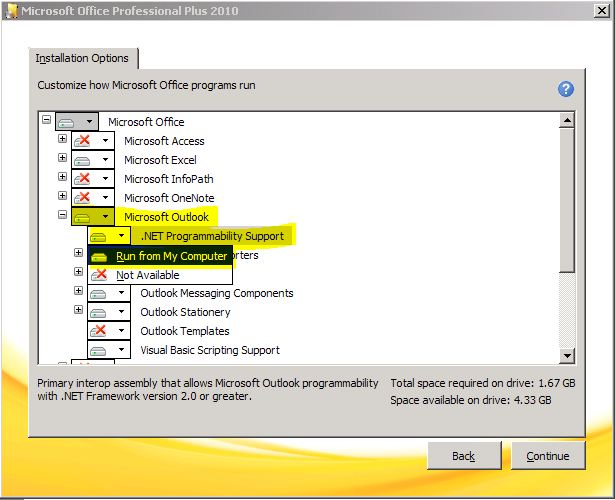 Microsoft Office Professional Plus 2010
Installation Options
Customize how Microsoft Office programs run
Microsoft Office
Microsoft Access
Microsoft Excel
Microsoft InfoPath
Microsoft OneNote
Microsoft Outlook
.NET Programmability Support
Run from My Computer
rters
Not Available
Outlook Messaging Components
Outlook Stationery
Outlook Templates
Visual Basic Scripting Support
Primary interop assembly that allows Microsoft Outlook programmability
with .NET Framework version 2.0 or greater.
Total space required on drive: 1.67 GB
Space available on drive: 4.33 GB
Back
Continue